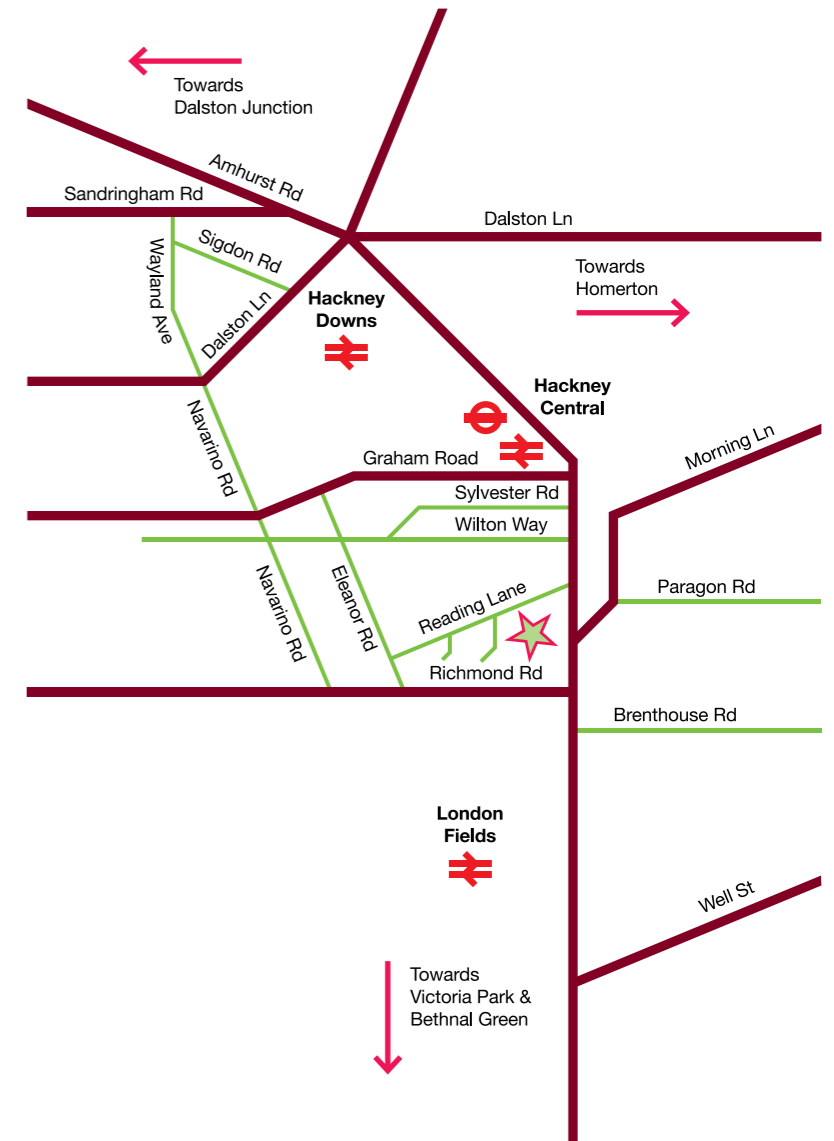 Towards
Dalston Junction
Amhurst Rd
Sandringham Rd
Dalston Ln
Sigdon Rd
Wayland Ave
Towards
Homerton
Hackney
Downs
Dalston Ln
Hackney
Central
Navarino Rd
Morning Ln
Graham Road
Sylvester Rd
Wilton Way
Navarino Rd
Eleanor Rd
Reading Lane
Paragon Rd
Richmond Rd
Brenthouse Rd
London
Fields
Well St
Towards
Victoria Park &
Bethnal Green